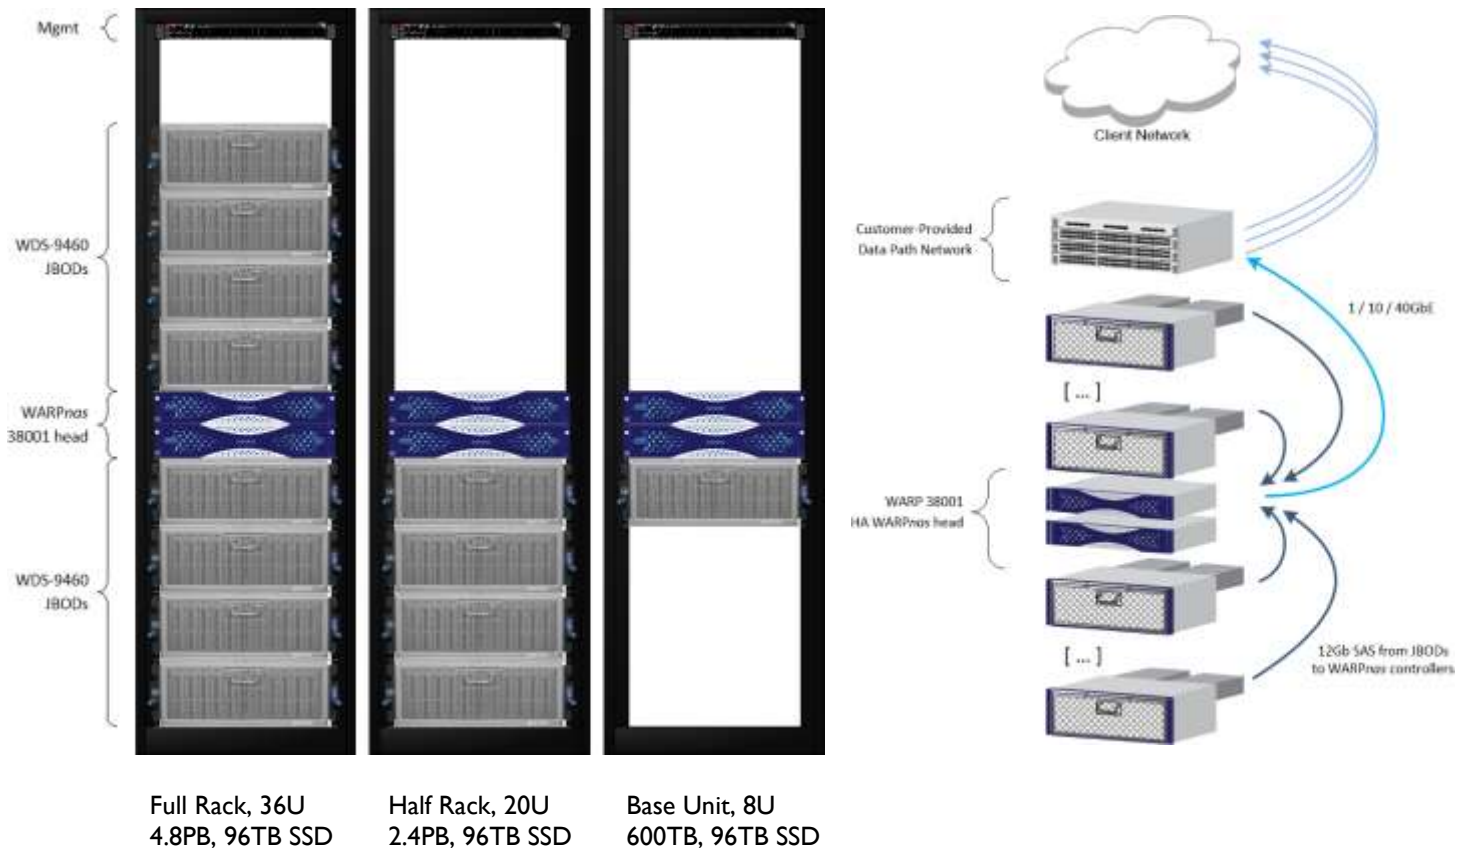 Mgmt
WDS-9460
JBODs
WARPnas
38001 head
WDS-9460
JBODs
Full Rack, 36U
4.8PB, 96TB SSD
Half Rack, 20U
2.4PB, 96TB SSD
Base Unit, 8U
600TB, 96TB SSD
Client Network
Customer-Provided
Data Path Network
1 / 10 / 40GbE
[ ... ]
WARP 38001
HA WARPnas head
[ ... ]
12Gb SAS from JBODs
to WARPnas controllers